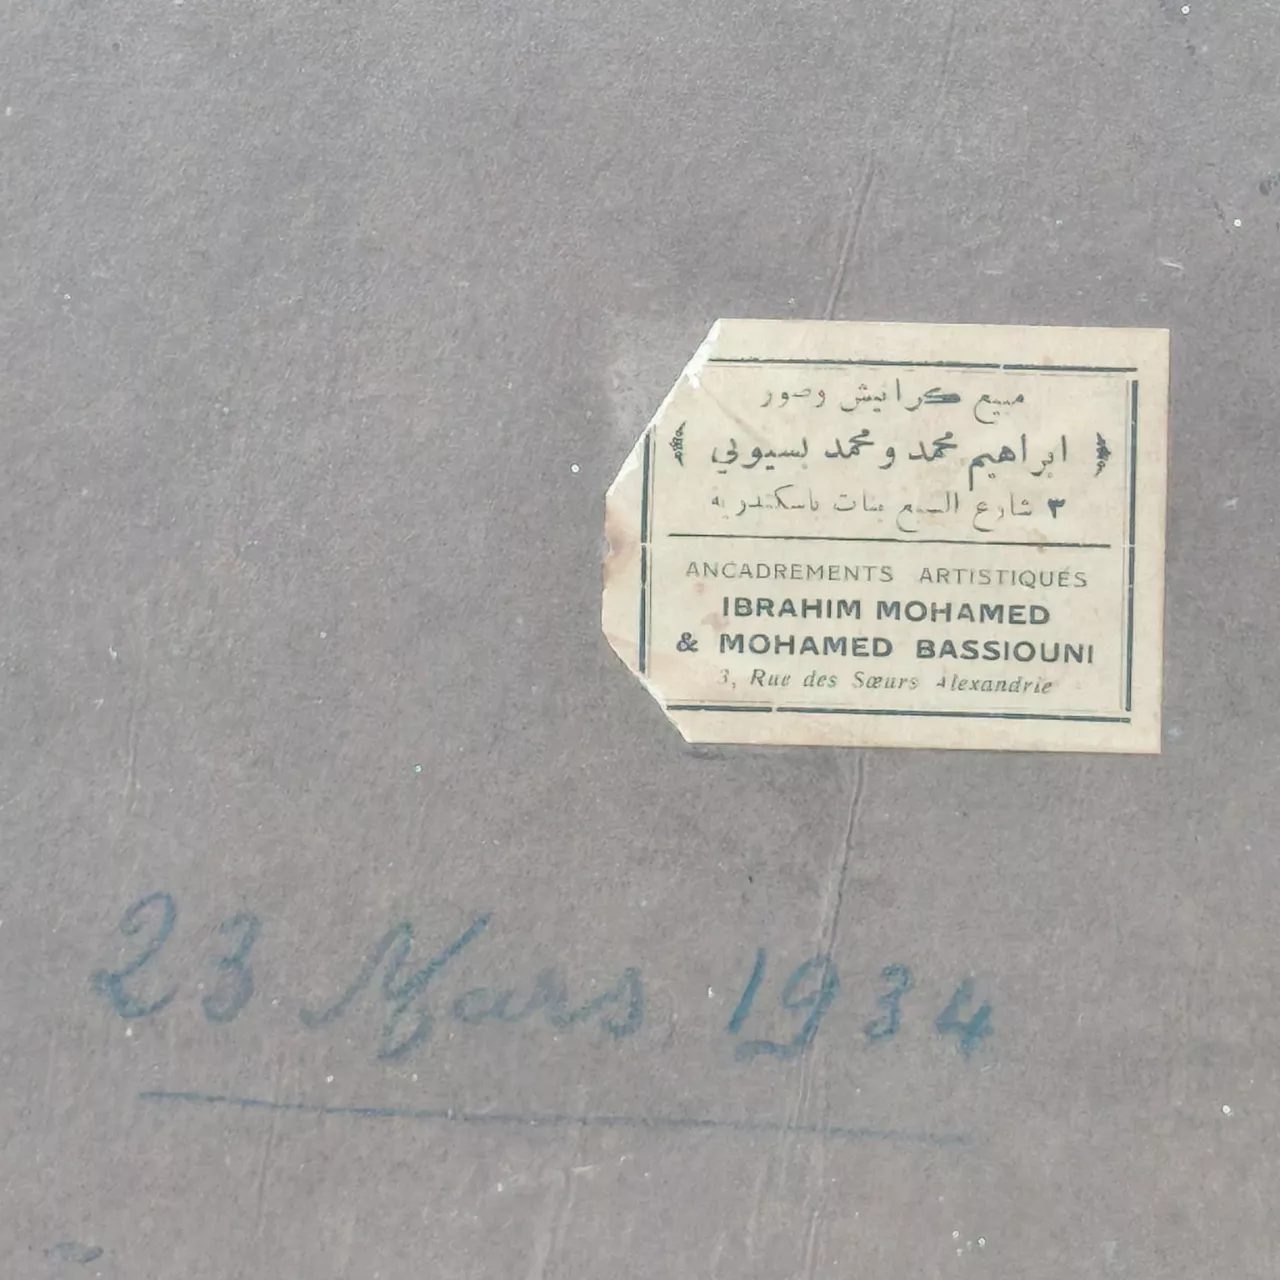 مبيع كرانيش وصور
ابراهيم محمد و محمد بسيوني
٣ شارع السبع بنات باسكندريه
ANCADREMENTS ARTISTIQUES
IBRAHIM MOHAMED
& MOHAMED BASSIOUNI
3, Rue des Sœurs Alexandrie
23 Mars 1934